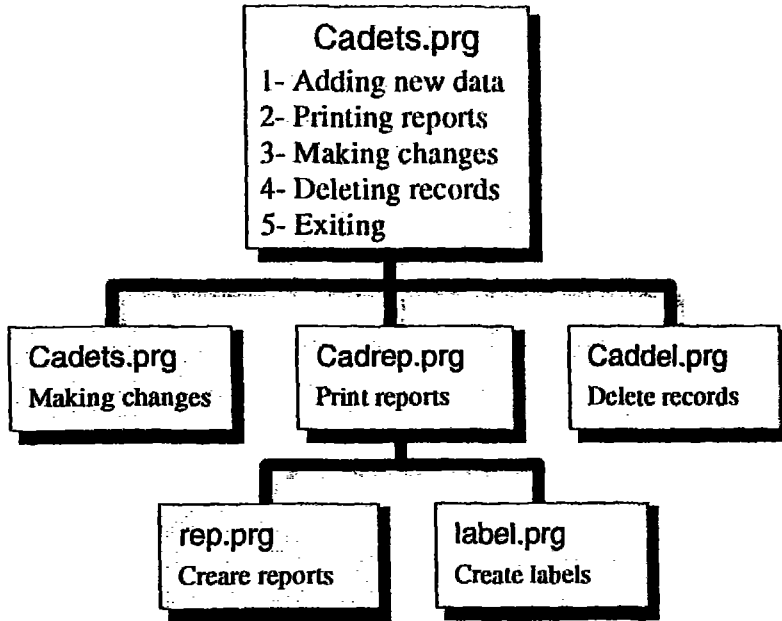 Cadets.prg
1- Adding new data
2- Printing reports
3- Making changes
4- Deleting records
5- Exiting
Cadets.prg
Making changes
Cadrep.prg
Print reports
Caddel.prg
Delete records
rep.prg
Creare reports
label.prg
Create labels